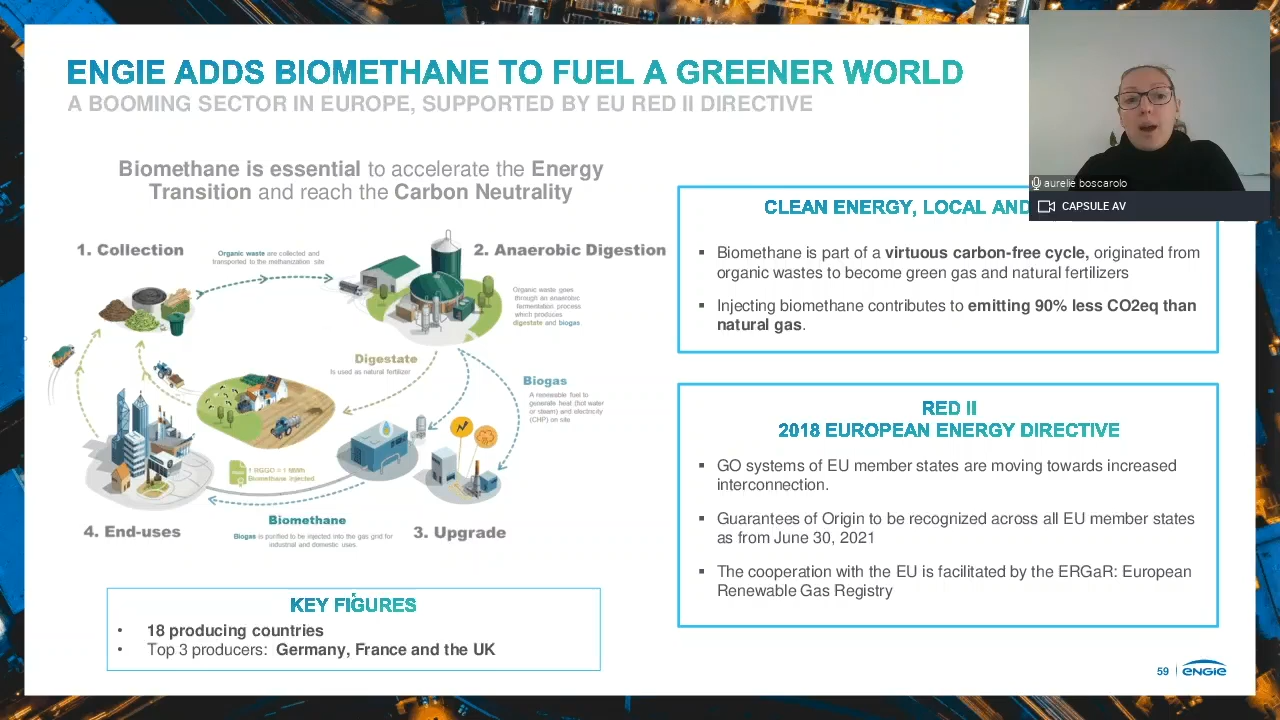 ENGIE ADDS BIOMETHANE TO FUEL A GREENER WORLD
A BOOMING SECTOR IN EUROPE, SUPPORTED BY EU RED II DIRECTIVE
Biomethane is essential to accelerate the Energy
Transition and reach the Carbon Neutrality
1. Collection
Organic waste are collected and
transported to the methanization site
2. Anaerobic Digestion
Organic waste goes
through an anaerobic
fermentation process
which produces
digestate and biogas
Digestate
Is used as natural fertilizer
Biogas
A renewable fuel to
generate heat (hot water
or steam) and electricity
(CHP) on site
1 RGGO = 1 MWh
Biomethane injected
Biomethane
Biogas is purified to be injected into the gas grid for
industrial and domestic uses
4. End-uses
3. Upgrade
KEY FIGURES
• 18 producing countries
• Top 3 producers: Germany, France and the UK
aurelie boscarolo
CAPSULE AV
CLEAN ENERGY, LOCAL AND
▪ Biomethane is part of a virtuous carbon-free cycle, originated from
organic wastes to become green gas and natural fertilizers
▪ Injecting biomethane contributes to emitting 90% less CO2eq than
natural gas.
RED II
2018 EUROPEAN ENERGY DIRECTIVE
▪ GO systems of EU member states are moving towards increased
interconnection.
▪ Guarantees of Origin to be recognized across all EU member states
as from June 30, 2021
▪ The cooperation with the EU is facilitated by the ERGaR: European
Renewable Gas Registry
59 | ENGIE